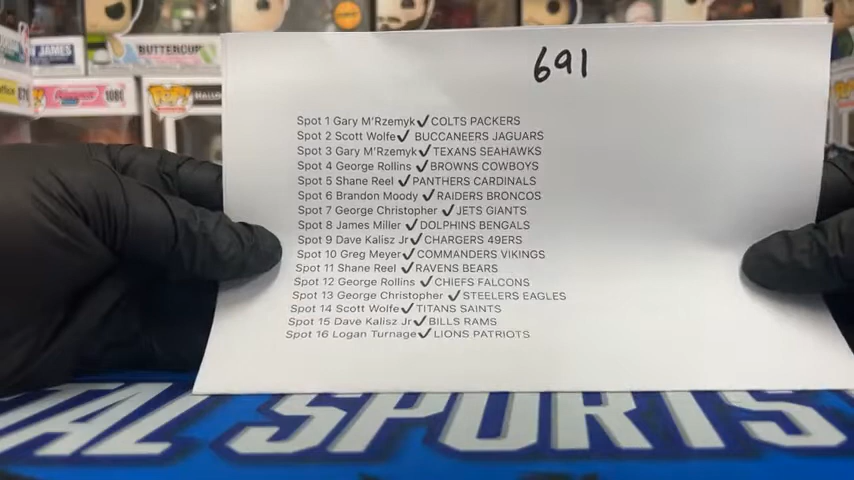 691
Spot 1 Gary M'Rzemyk✔COLTS PACKERS
Spot 2 Scott Wolfe✔ BUCCANEERS JAGUARS
Spot 3 Gary M'Rzemyk✔TEXANS SEAHAWKS
Spot 4 George Rollins ✔BROWNS COWBOYS
Spot 5 Shane Reel ✔PANTHERS CARDINALS
Spot 6 Brandon Moody ✔RAIDERS BRONCOS
Spot 7 George Christopher ✔JETS GIANTS
Spot 8 James Miller ✔DOLPHINS BENGALS
Spot 9 Dave Kalisz Jr✔CHARGERS 49ERS
Spot 10 Greg Meyer✔COMMANDERS VIKINGS
Spot 11 Shane Reel ✔RAVENS BEARS
Spot 12 George Rollins ✔CHIEFS FALCONS
Spot 13 George Christopher ✔STEELERS EAGLES
Spot 14 Scott Wolfe✔TITANS SAINTS
Spot 15 Dave Kalisz Jr✔BILLS RAMS
Spot 16 Logan Turnage✔LIONS PATRIOTS
JAMES
BUTTERCUP
POP
TAL SPORTS